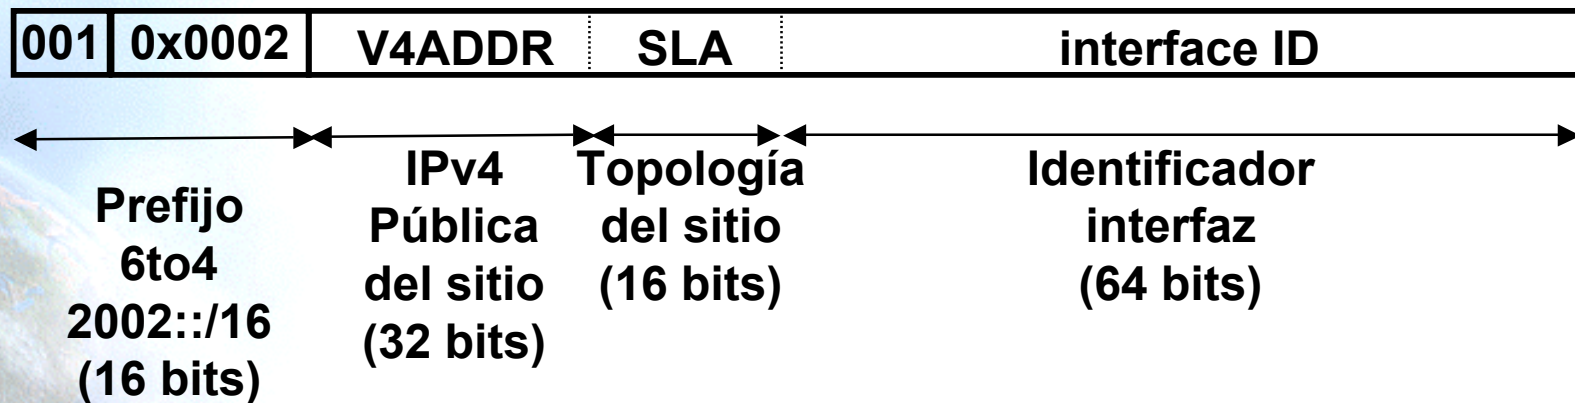 001 0x0002 V4ADDR SLA interface ID
Prefijo
6to4
2002::/16
(16 bits)
IPv4
Pública
del sitio
(32 bits)
Topología
del sitio
(16 bits)
Identificador
interfaz
(64 bits)